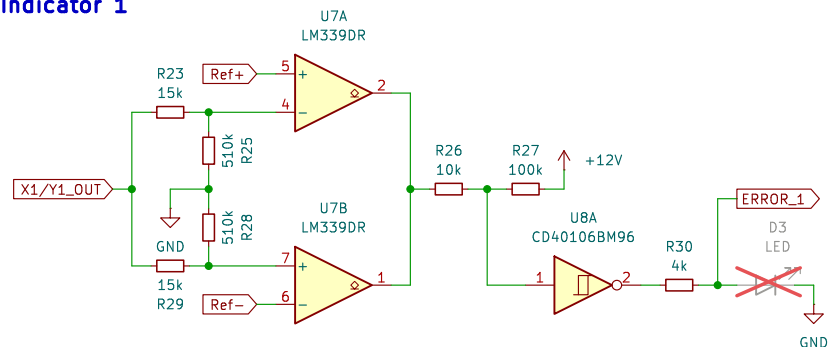 Indicator 1
U7A
LM339DR
R23
15k
Ref+
5
+
2
4
−
510k
R25
X1/Y1_OUT
GND
510k
R28
U7B
LM339DR
7
+
1
6
−
15k
R29
Ref-
R26
10k
R27
100k
+12V
U8A
CD40106BM96
1
2
R30
4k
ERROR_1
D3
LED
GND